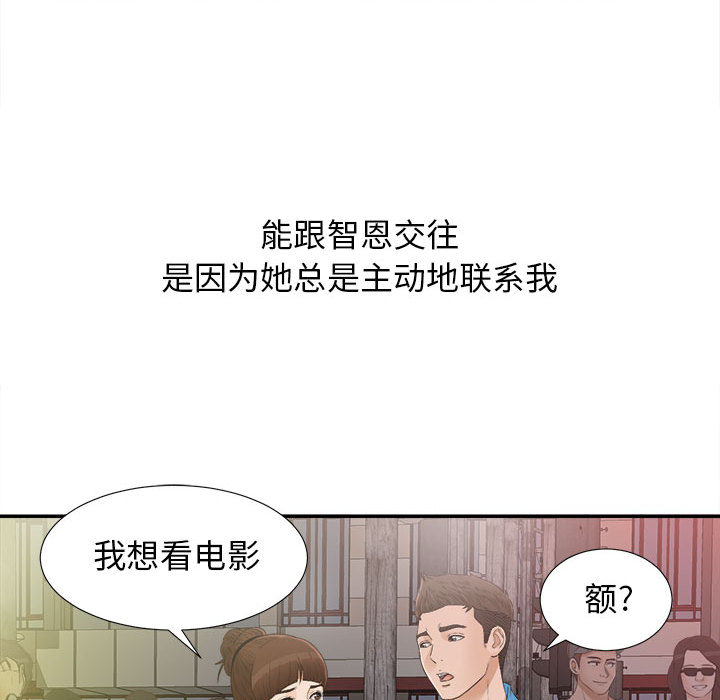 能跟智恩交往
是因为她总是主动地联系我
我想看电影
额?